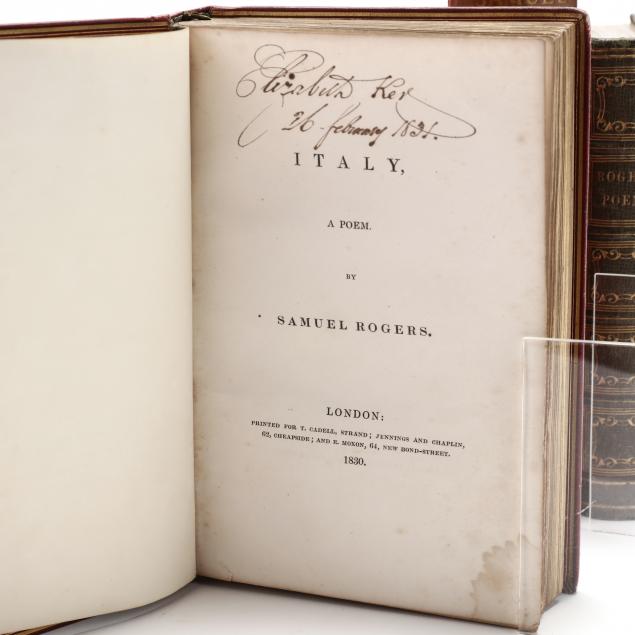 Elizabeth Ker
26 february 1831.
ITALY,
A POEM.
BY
SAMUEL ROGERS.
LONDON:
PRINTED FOR T. CADELL, STRAND; JENNINGS AND CHAPLIN,
62, CHEAPSIDE; AND E. MOXON, 64, NEW BOND-STREET.
1830.